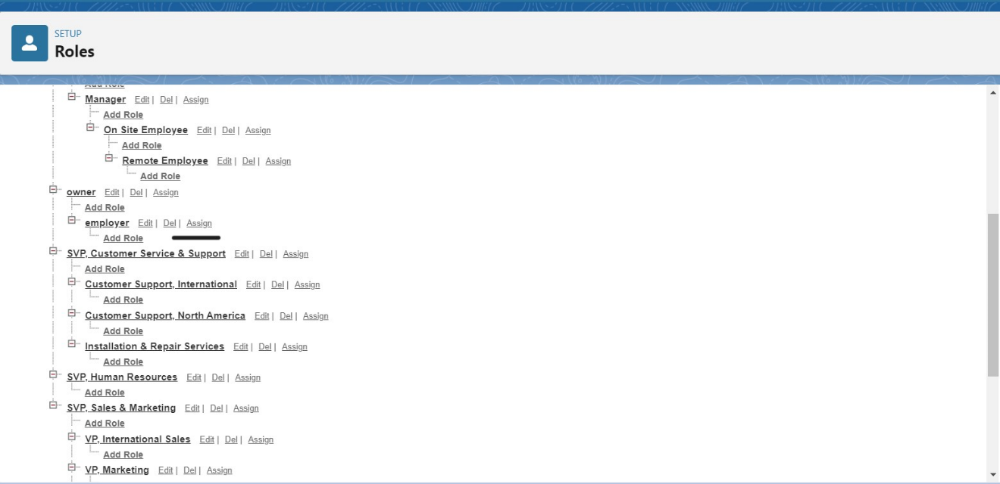 SETUP
Roles
Add Role
Manager Edit | Del | Assign
Add Role
On Site Employee Edit | Del | Assign
Add Role
Remote Employee Edit | Del | Assign
Add Role
owner Edit | Del | Assign
Add Role
employer Edit | Del | Assign
Add Role
SVP, Customer Service & Support Edit | Del | Assign
Add Role
Customer Support, International Edit | Del | Assign
Add Role
Customer Support, North America Edit | Del | Assign
Add Role
Installation & Repair Services Edit | Del | Assign
Add Role
SVP, Human Resources Edit | Del | Assign
Add Role
SVP, Sales & Marketing Edit | Del | Assign
Add Role
VP, International Sales Edit | Del | Assign
Add Role
VP, Marketing Edit | Del | Assign